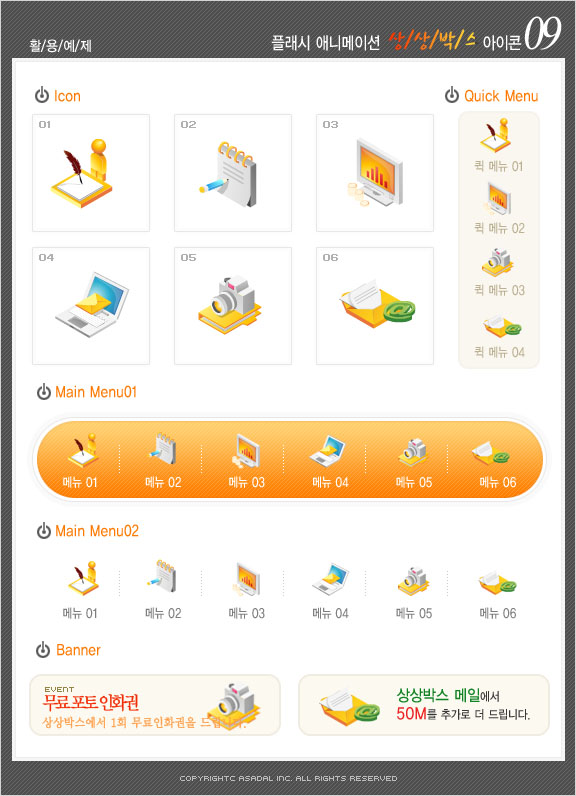 활/용/예/제
플래시 애니메이션 상/상/박/스 아이콘 09
Icon
Quick Menu
01
02
03
04
05
06
퀵 메뉴 01
퀵 메뉴 02
퀵 메뉴 03
퀵 메뉴 04
Main Menu01
메뉴 01
메뉴 02
메뉴 03
메뉴 04
메뉴 05
메뉴 06
Main Menu02
메뉴 01
메뉴 02
메뉴 03
메뉴 04
메뉴 05
메뉴 06
Banner
EVENT
무료 포토 인화권
상상박스에서 1회 무료인화권을 드립니다.
상상박스 메일에서
50M를 추가로 더 드립니다.
COPYRIGHTC ASADAL INC. ALL RIGHTS RESERVED